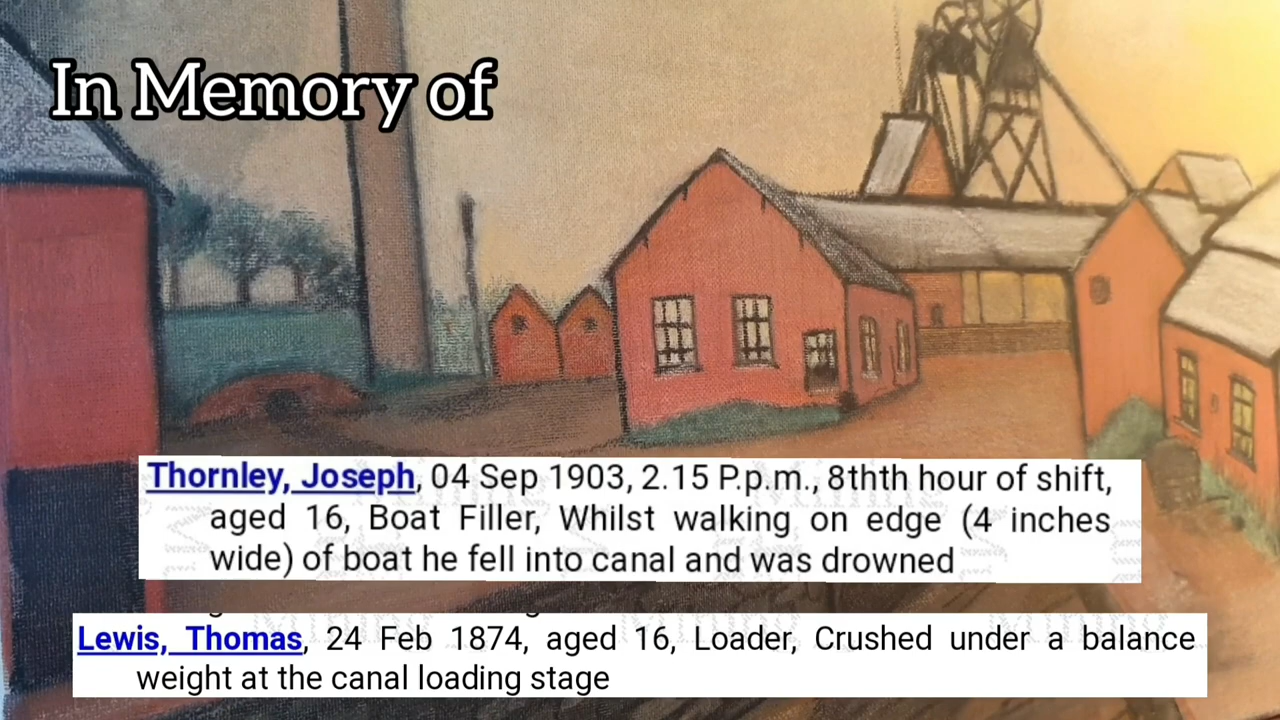 In Memory of
Thornley, Joseph, 04 Sep 1903, 2.15 P.p.m., 8thth hour of shift,
aged 16, Boat Filler, Whilst walking on edge (4 inches
wide) of boat he fell into canal and was drowned
Lewis, Thomas, 24 Feb 1874, aged 16, Loader, Crushed under a balance
weight at the canal loading stage